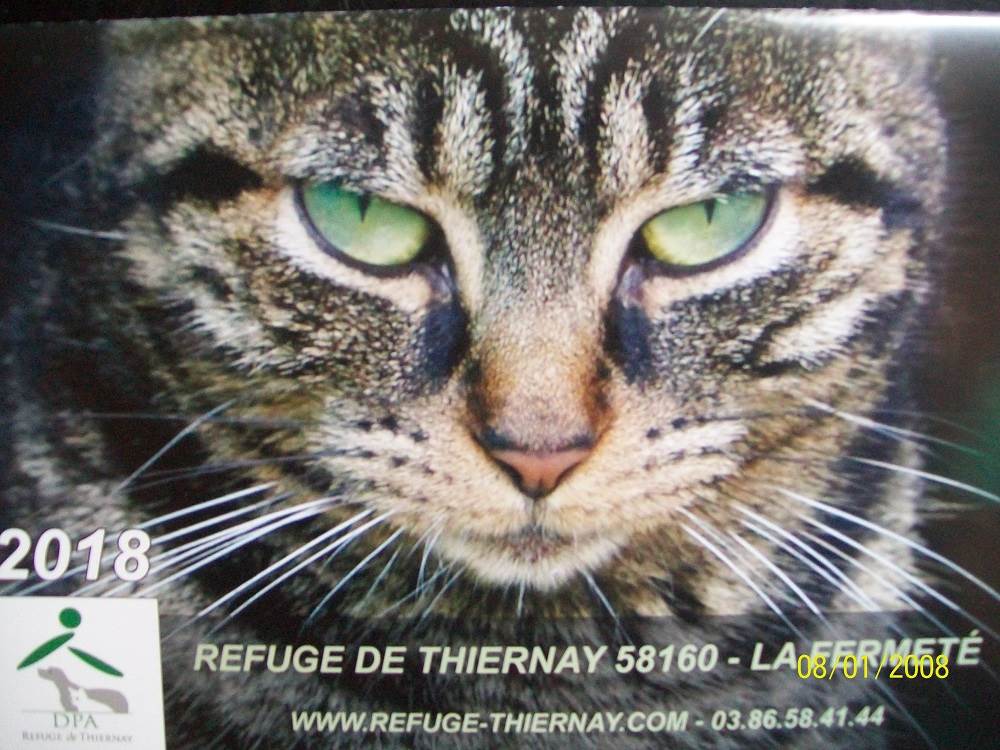 2018
REFUGE DE THIERNAY 58160 - LA FERMETÉ
08/01/2008
WWW.REFUGE-THIERNAY.COM - 03.86.58.41.44
DPA
REFUGE de THIERNAY